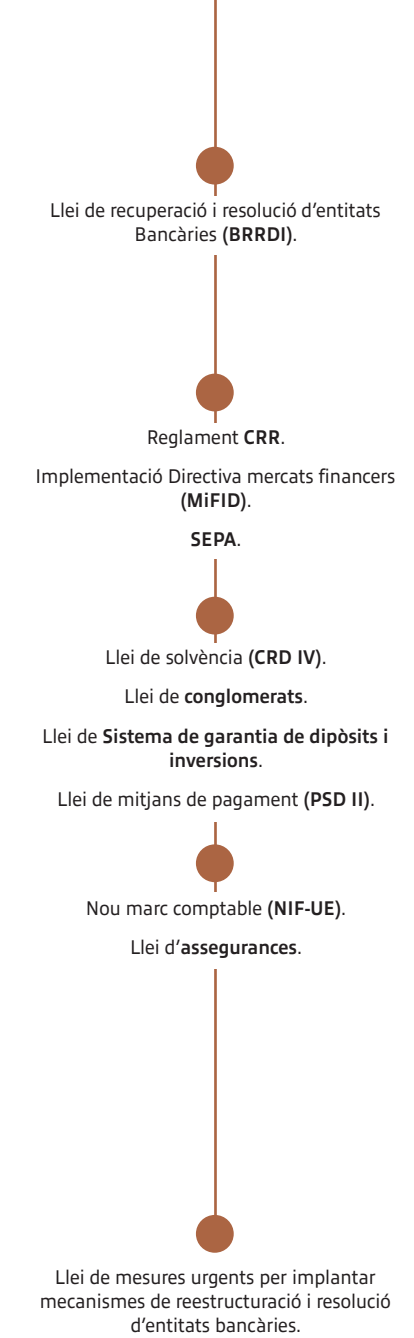 Llei de recuperació i resolució d'entitats
Bancàries (BRRDI).
Reglament CRR.
Implementació Directiva mercats financers
(MiFID).
SEPA.
Llei de solvència (CRD IV).
Llei de conglomerats.
Llei de Sistema de garantia de dipòsits i
inversions.
Llei de mitjans de pagament (PSD II).
Nou marc comptable (NIF-UE).
Llei d'assegurances.
Llei de mesures urgents per implantar
mecanismes de reestructuració i resolució
d'entitats bancàries.